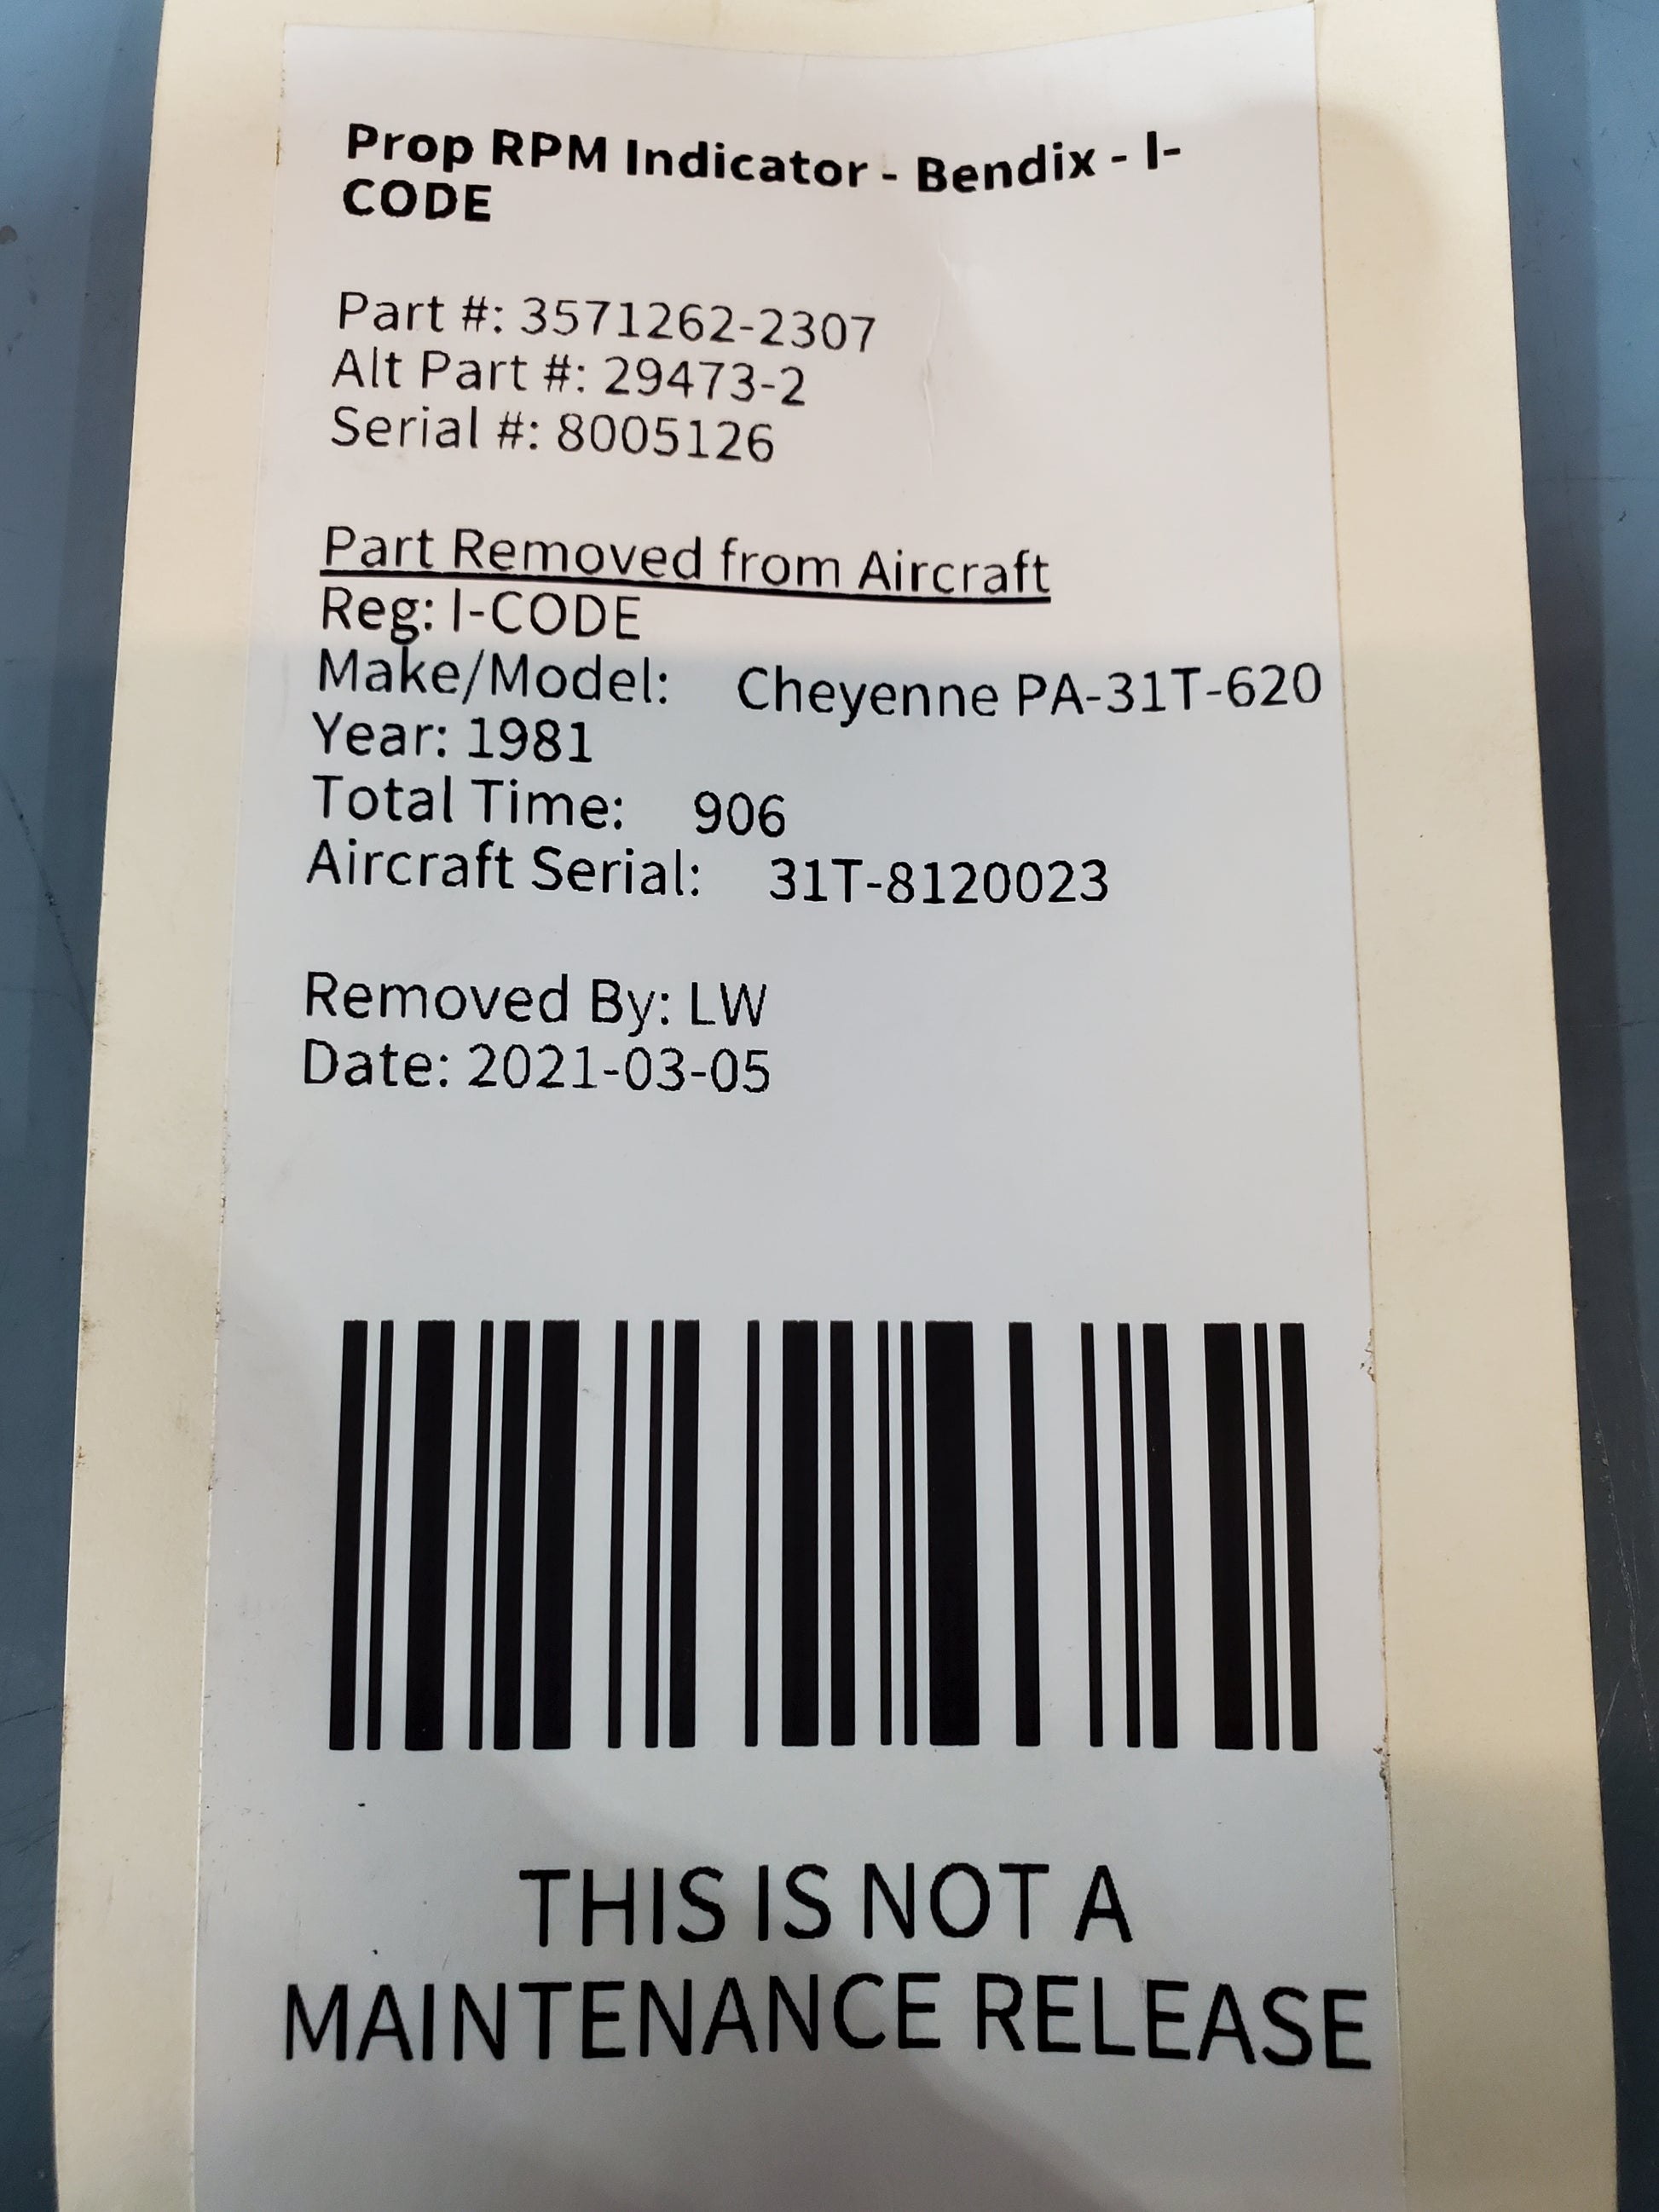 Prop RPM Indicator - Bendix - I-
CODE
Part #: 3571262-2307
Alt Part #: 29473-2
Serial #: 8005126
Part Removed from Aircraft
Reg: I-CODE
Make/Model: Cheyenne PA-31T-620
Year: 1981
Total Time: 906
Aircraft Serial: 31T-8120023
Removed By: LW
Date: 2021-03-05
THIS IS NOT A
MAINTENANCE RELEASE